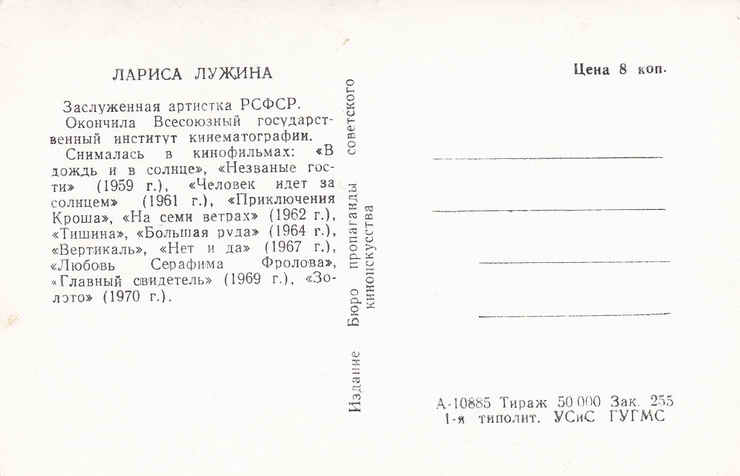 ЛАРИСА ЛУЖИНА
Заслуженная артистка РСФСР.
Окончила Всесоюзный государст-
венный институт кинематографии.
Снималась в кинофильмах: «В
дождь и в солнце», «Незваные гос-
ти» (1959 г.), «Человек идет за
солнцем» (1961 г.), «Приключения
Кроша», «На семи ветрах» (1962 г.),
«Тишина», «Большая руда» (1964 г.),
«Вертикаль», «Нет и да» (1967 г.),
«Любовь Серафима Фролова»,
«Главный свидетель» (1969 г.), «Зо-
лото» (1970 г.).
Издание Бюро пропаганды советского
киноискусства
Цена 8 коп.
А-10885 Тираж 50 000 Зак. 255
1-я типолит. УСиС ГУГМС